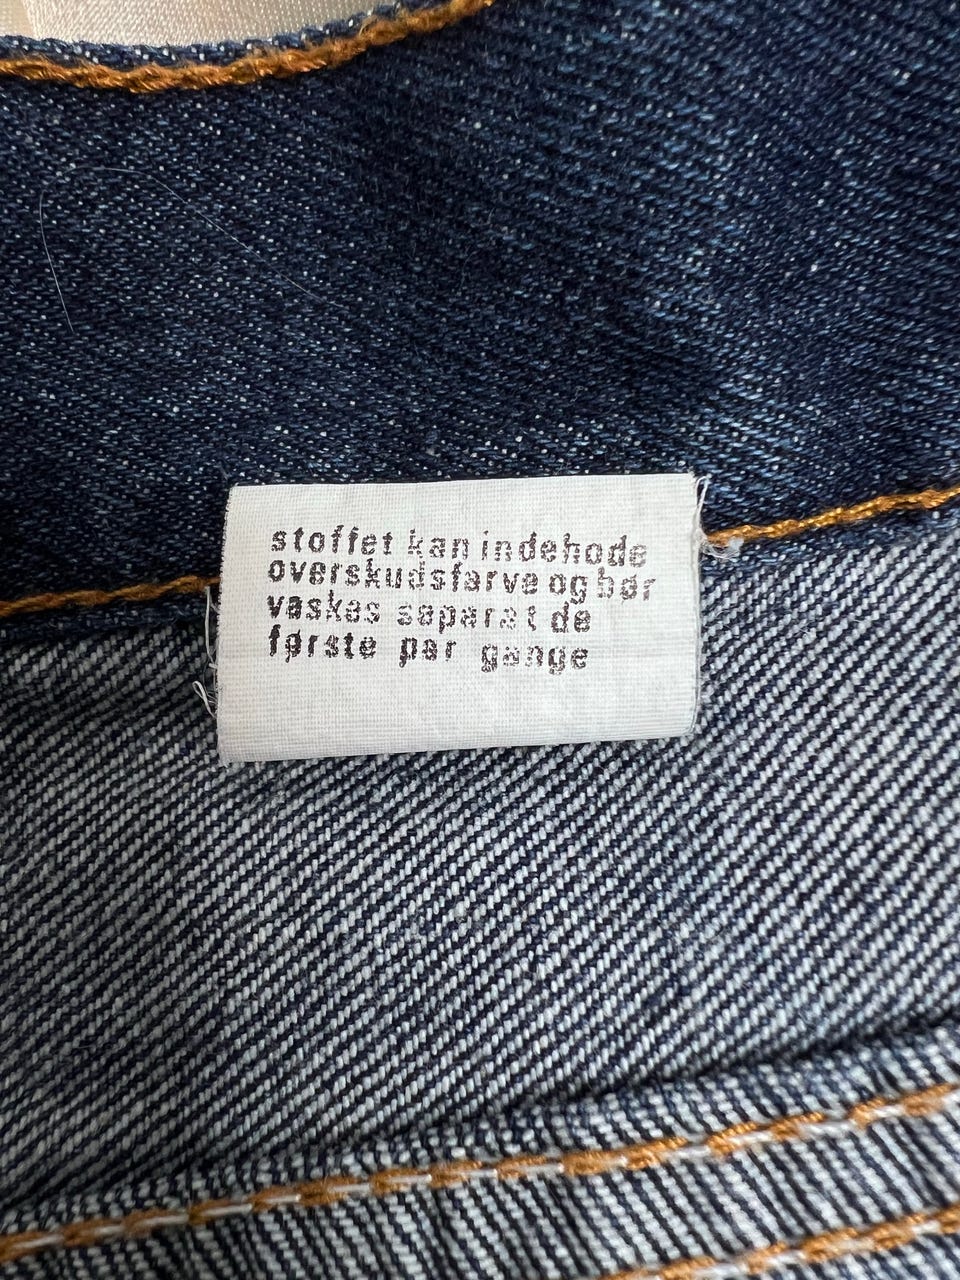 stoffet kan indehode
overskudsfarve og bør
vaskes separat de
første par gange